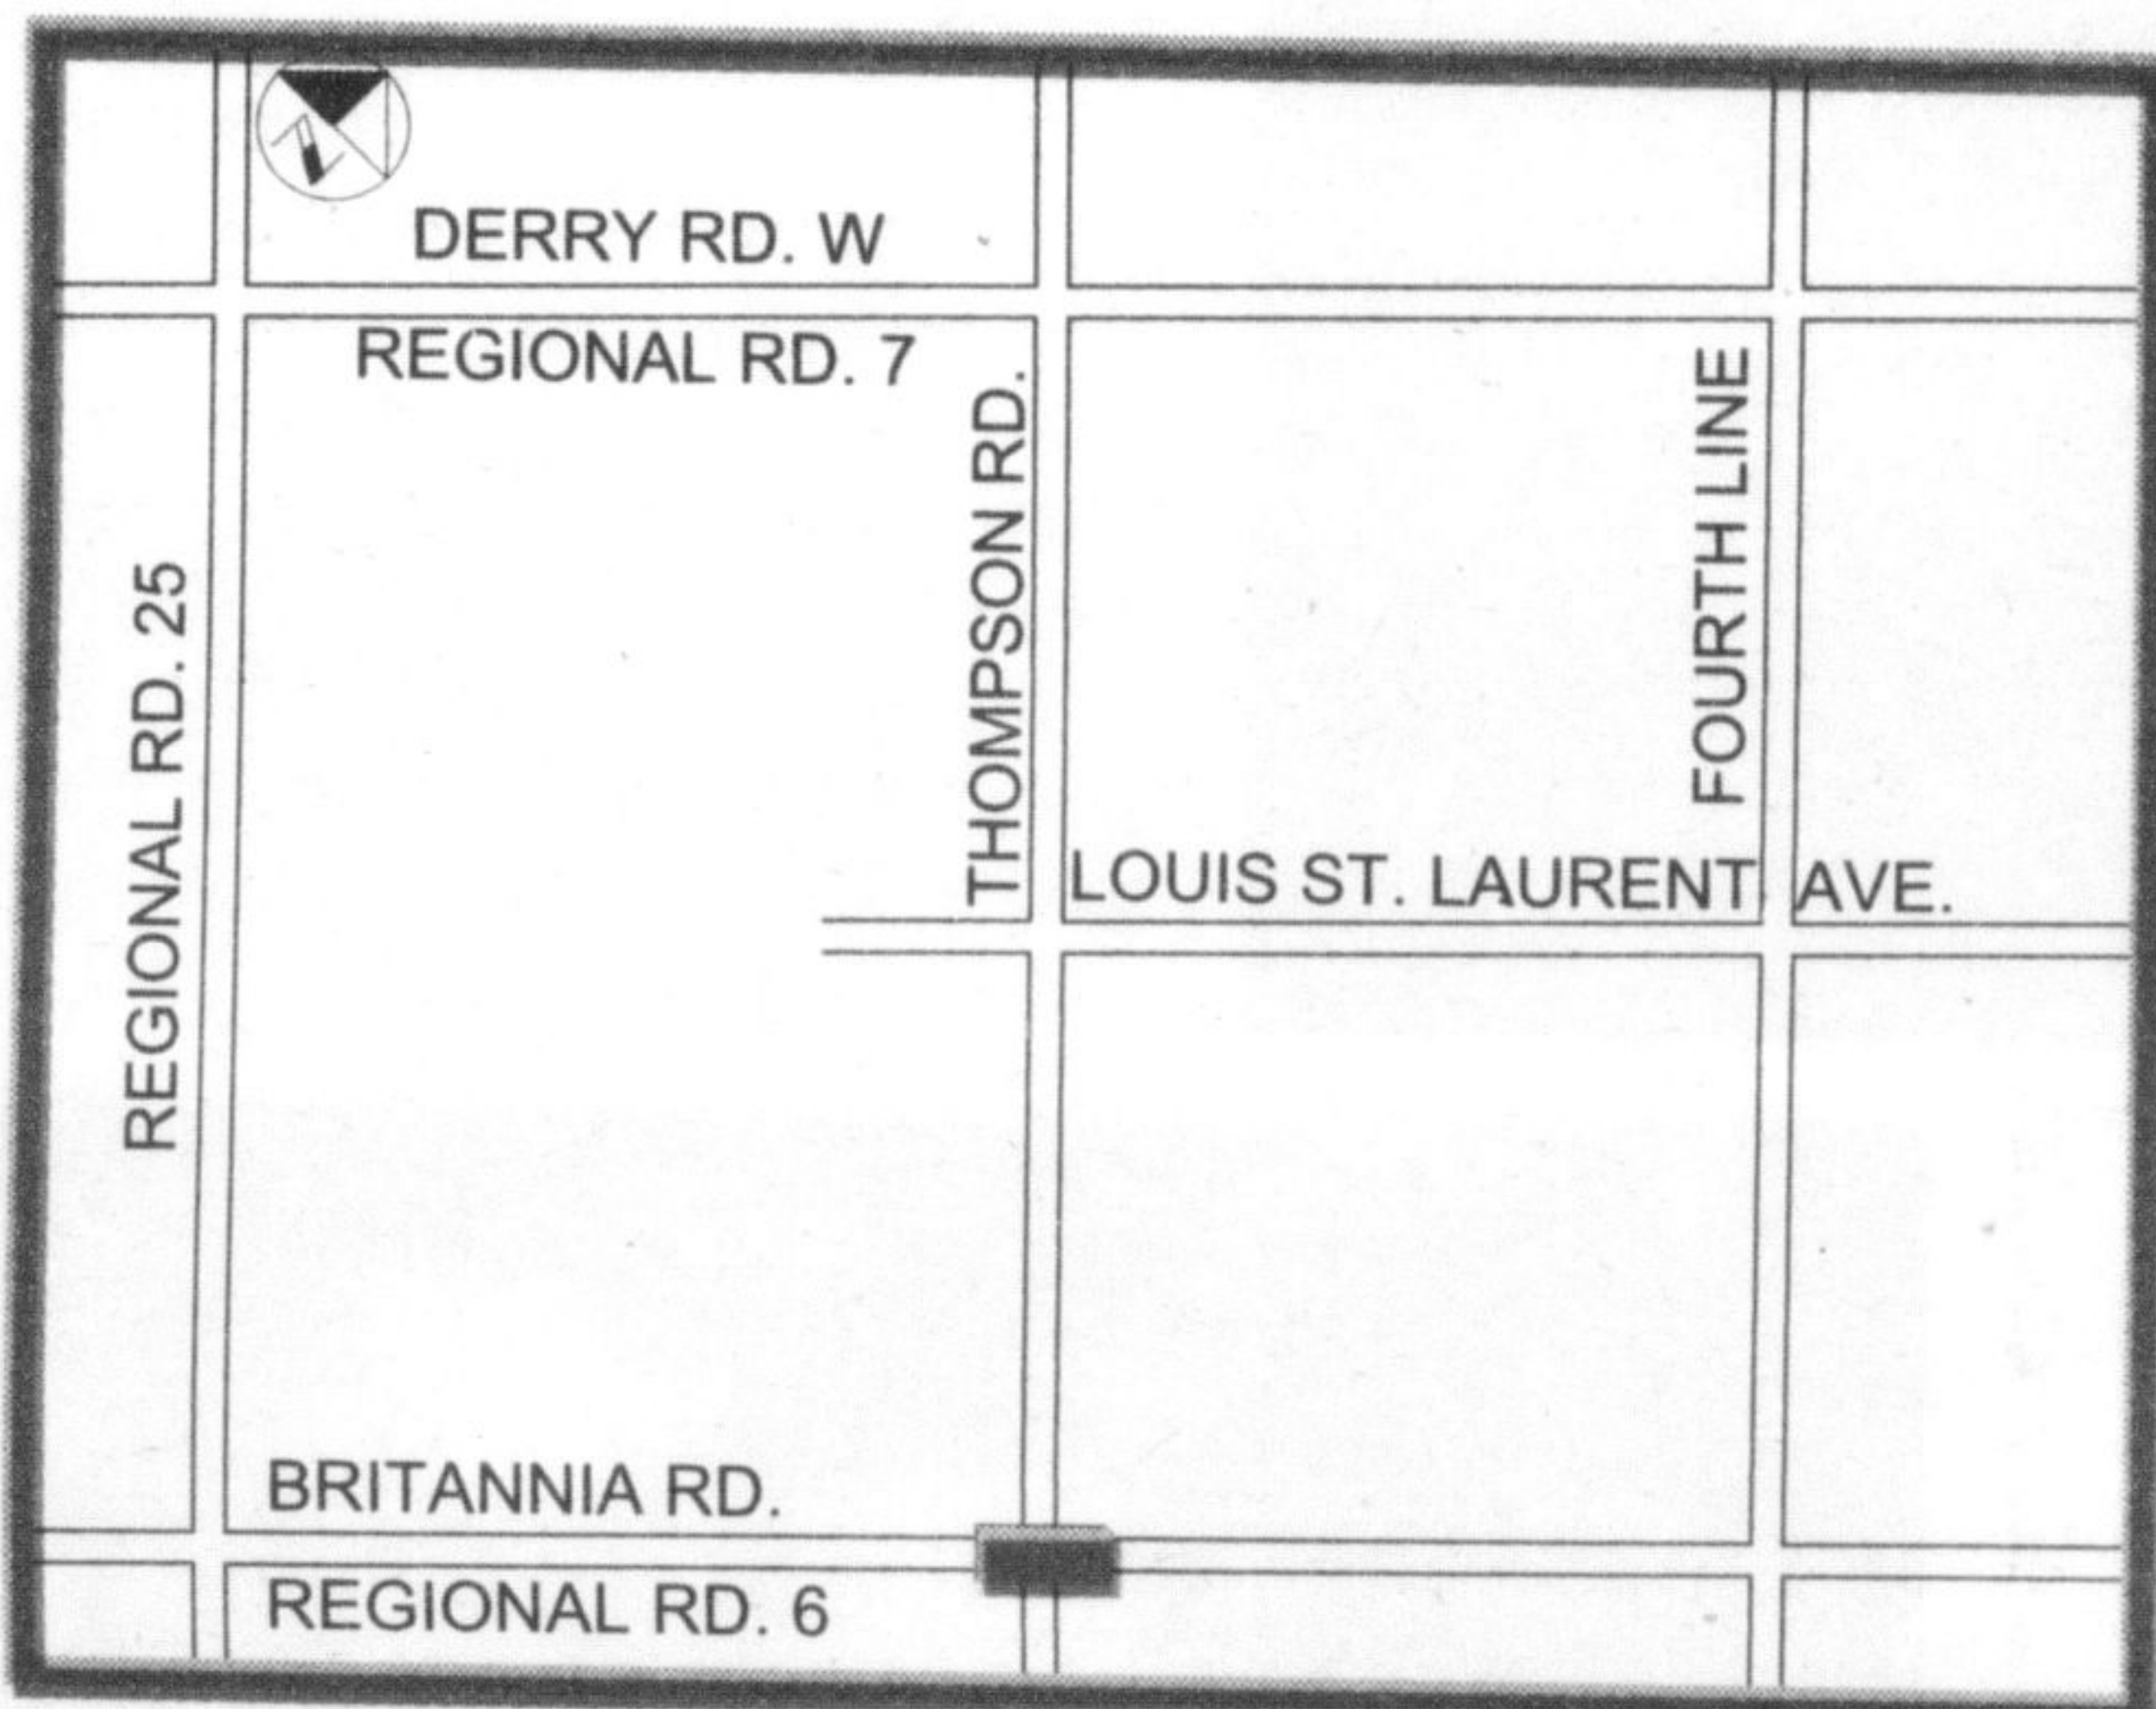 N
DERRY RD. W
REGIONAL RD. 7
THOMPSON RD.
FOURTH LINE
REGIONAL RD. 25
LOUIS ST. LAURENT AVE.
BRITANNIA RD.
REGIONAL RD. 6